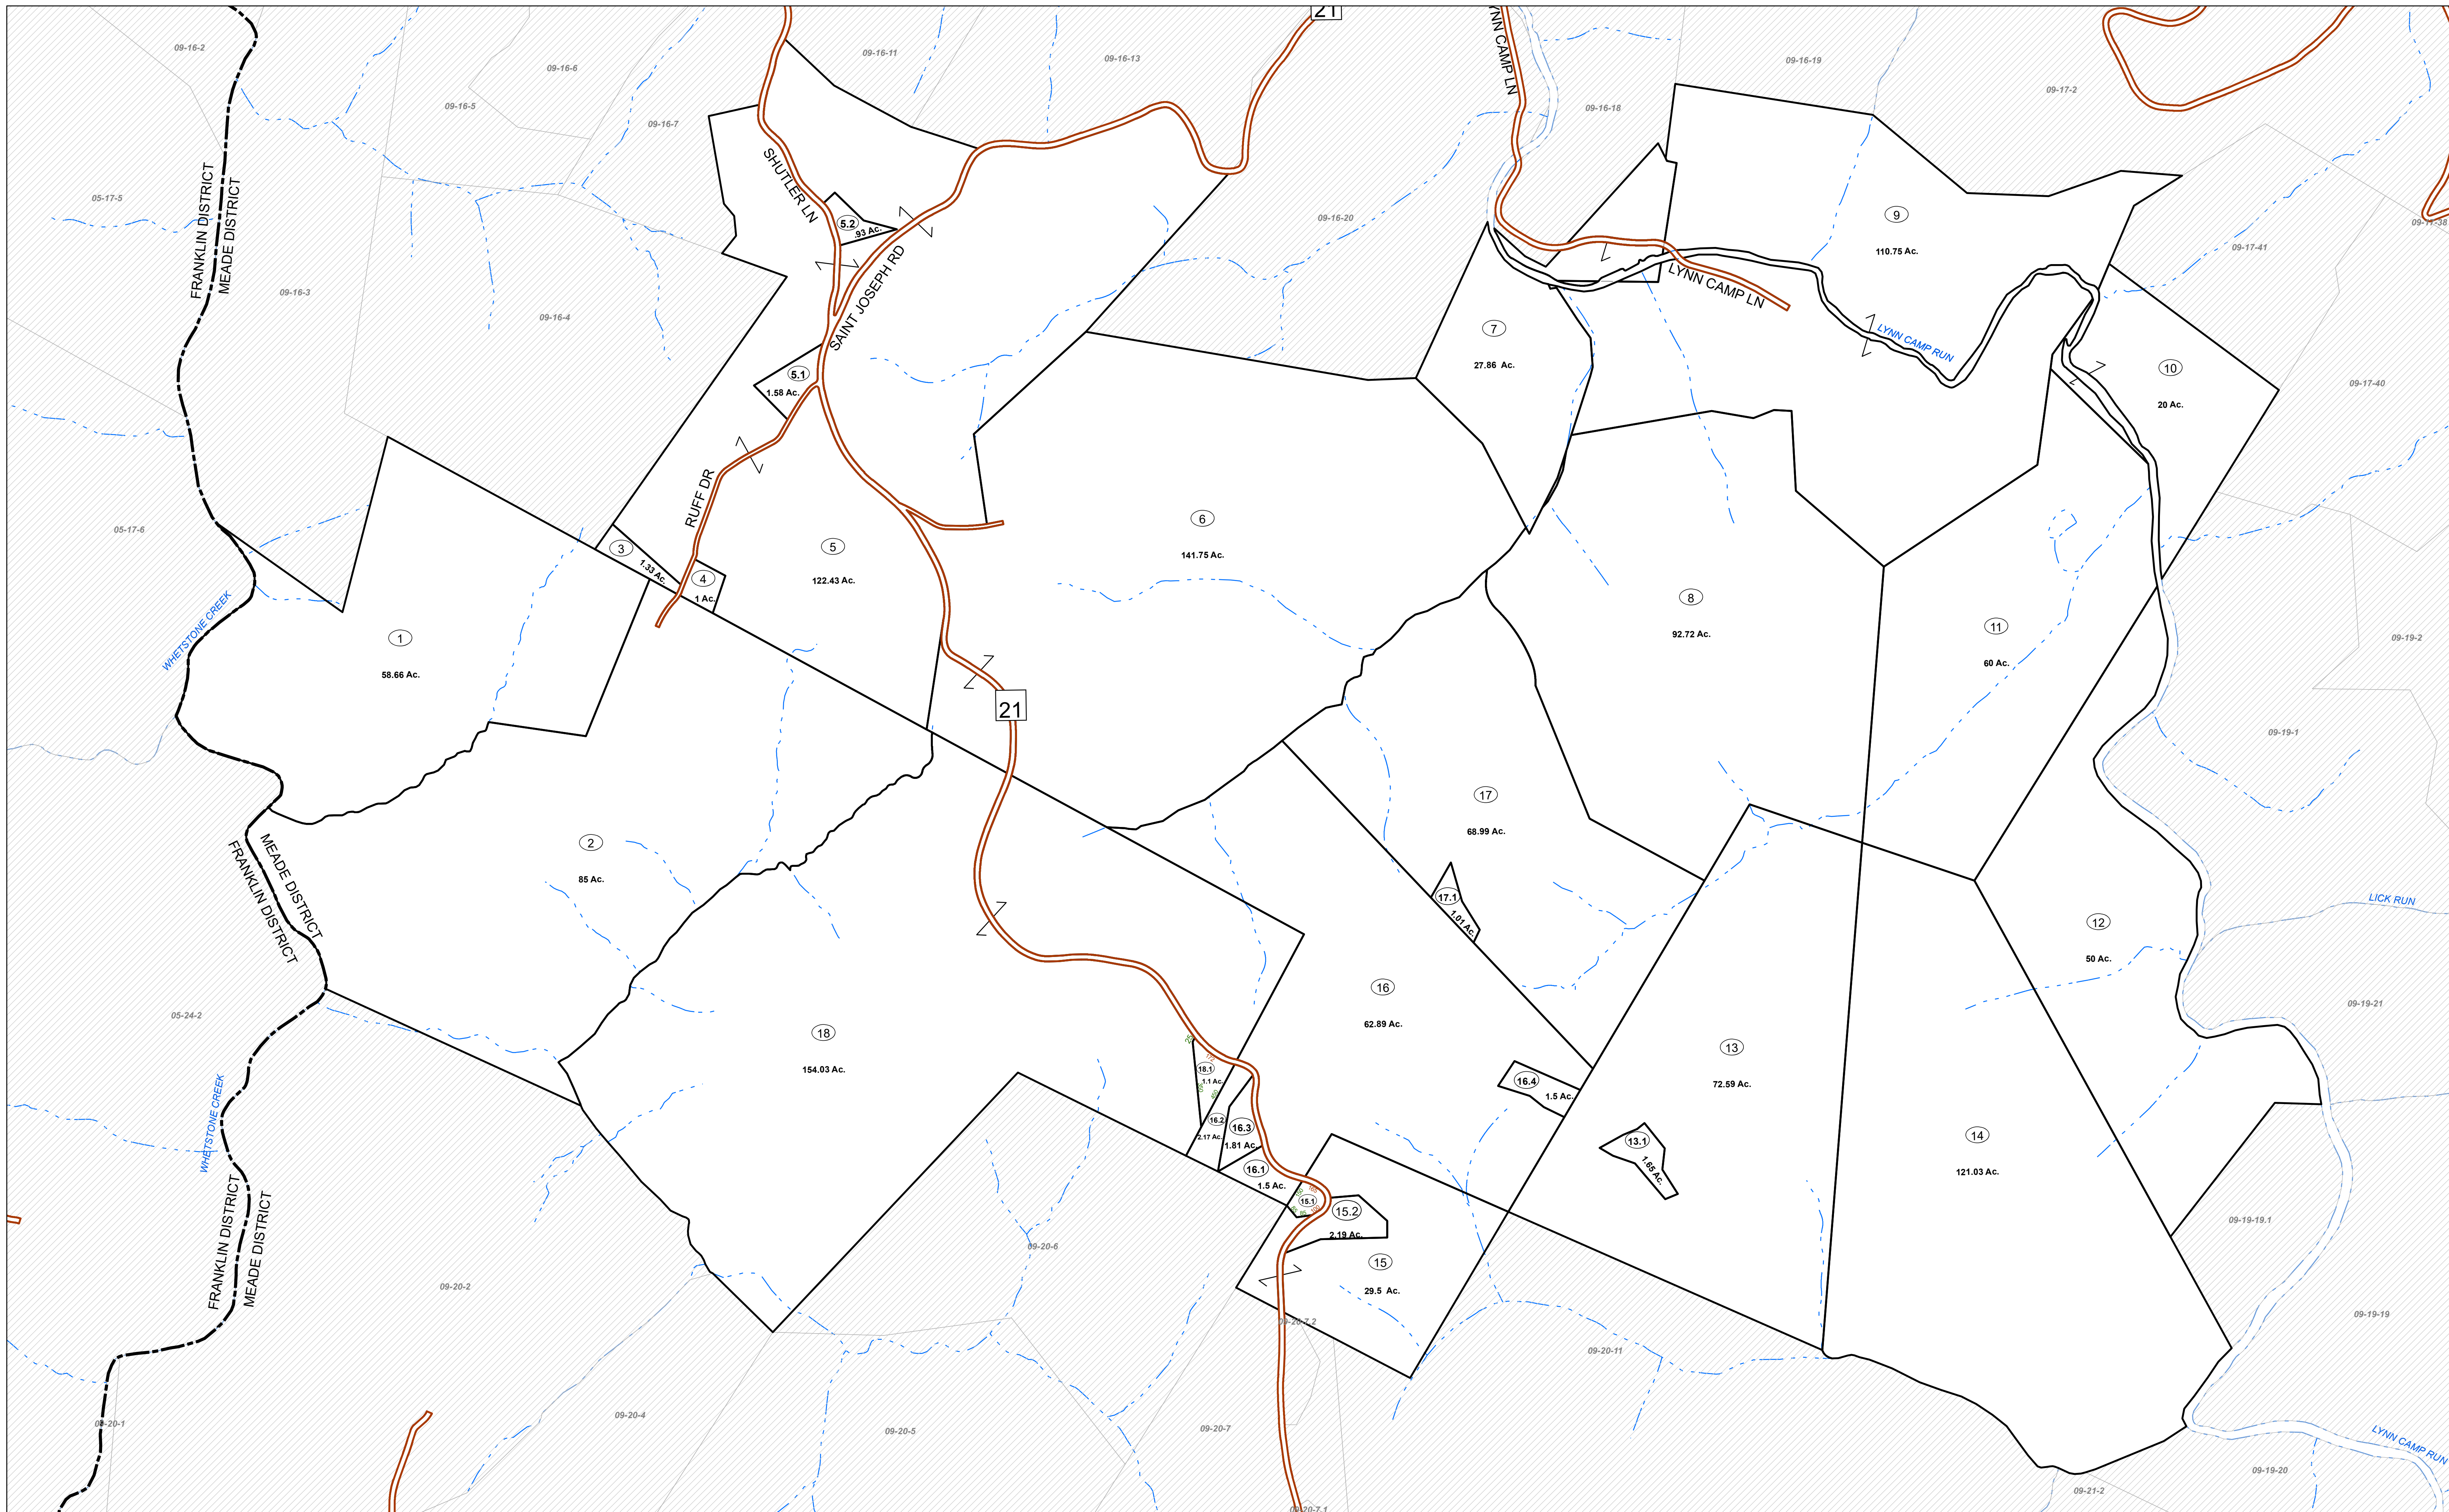 21
LYNN CAMP LN
09-16-2
09-16-6
09-16-11
09-16-13
09-16-19
09-17-2
09-16-5
09-16-7
09-16-18
SHUTLER LN
FRANKLIN DISTRICT
MEADE DISTRICT
05-17-5
5.2
.93 Ac.
09-16-20
9
110.75 Ac.
09-17-38
09-17-41
09-16-3
09-16-4
SAINT JOSEPH RD
LYNN CAMP LN
7
27.86 Ac.
LYNN CAMP RUN
10
20 Ac.
09-17-40
5.1
1.58 Ac.
RUFF DR
05-17-6
3
1.33 Ac.
4
1 Ac.
5
122.43 Ac.
6
141.75 Ac.
8
92.72 Ac.
11
60 Ac.
09-19-2
WHETSTONE CREEK
1
58.66 Ac.
21
09-19-1
17
68.99 Ac.
MEADE DISTRICT
FRANKLIN DISTRICT
2
85 Ac.
17.1
1.01 Ac.
LICK RUN
12
50 Ac.
05-24-2
16
62.89 Ac.
09-19-21
18
154.03 Ac.
13
72.59 Ac.
18.1
1.1 Ac.
16.4
1.5 Ac.
WHETSTONE CREEK
16.2
2.17 Ac.
16.3
1.81 Ac.
13.1
1.65 Ac.
14
121.03 Ac.
16.1
1.5 Ac.
15.1
15.2
2.19 Ac.
FRANKLIN DISTRICT
MEADE DISTRICT
09-20-6
09-19-19.1
15
29.5 Ac.
09-20-2
09-20-7.2
09-20-11
09-19-19
09-20-1
09-20-4
09-20-5
09-20-7
LYNN CAMP RUN
09-19-20
09-21-2
09-20-7.1